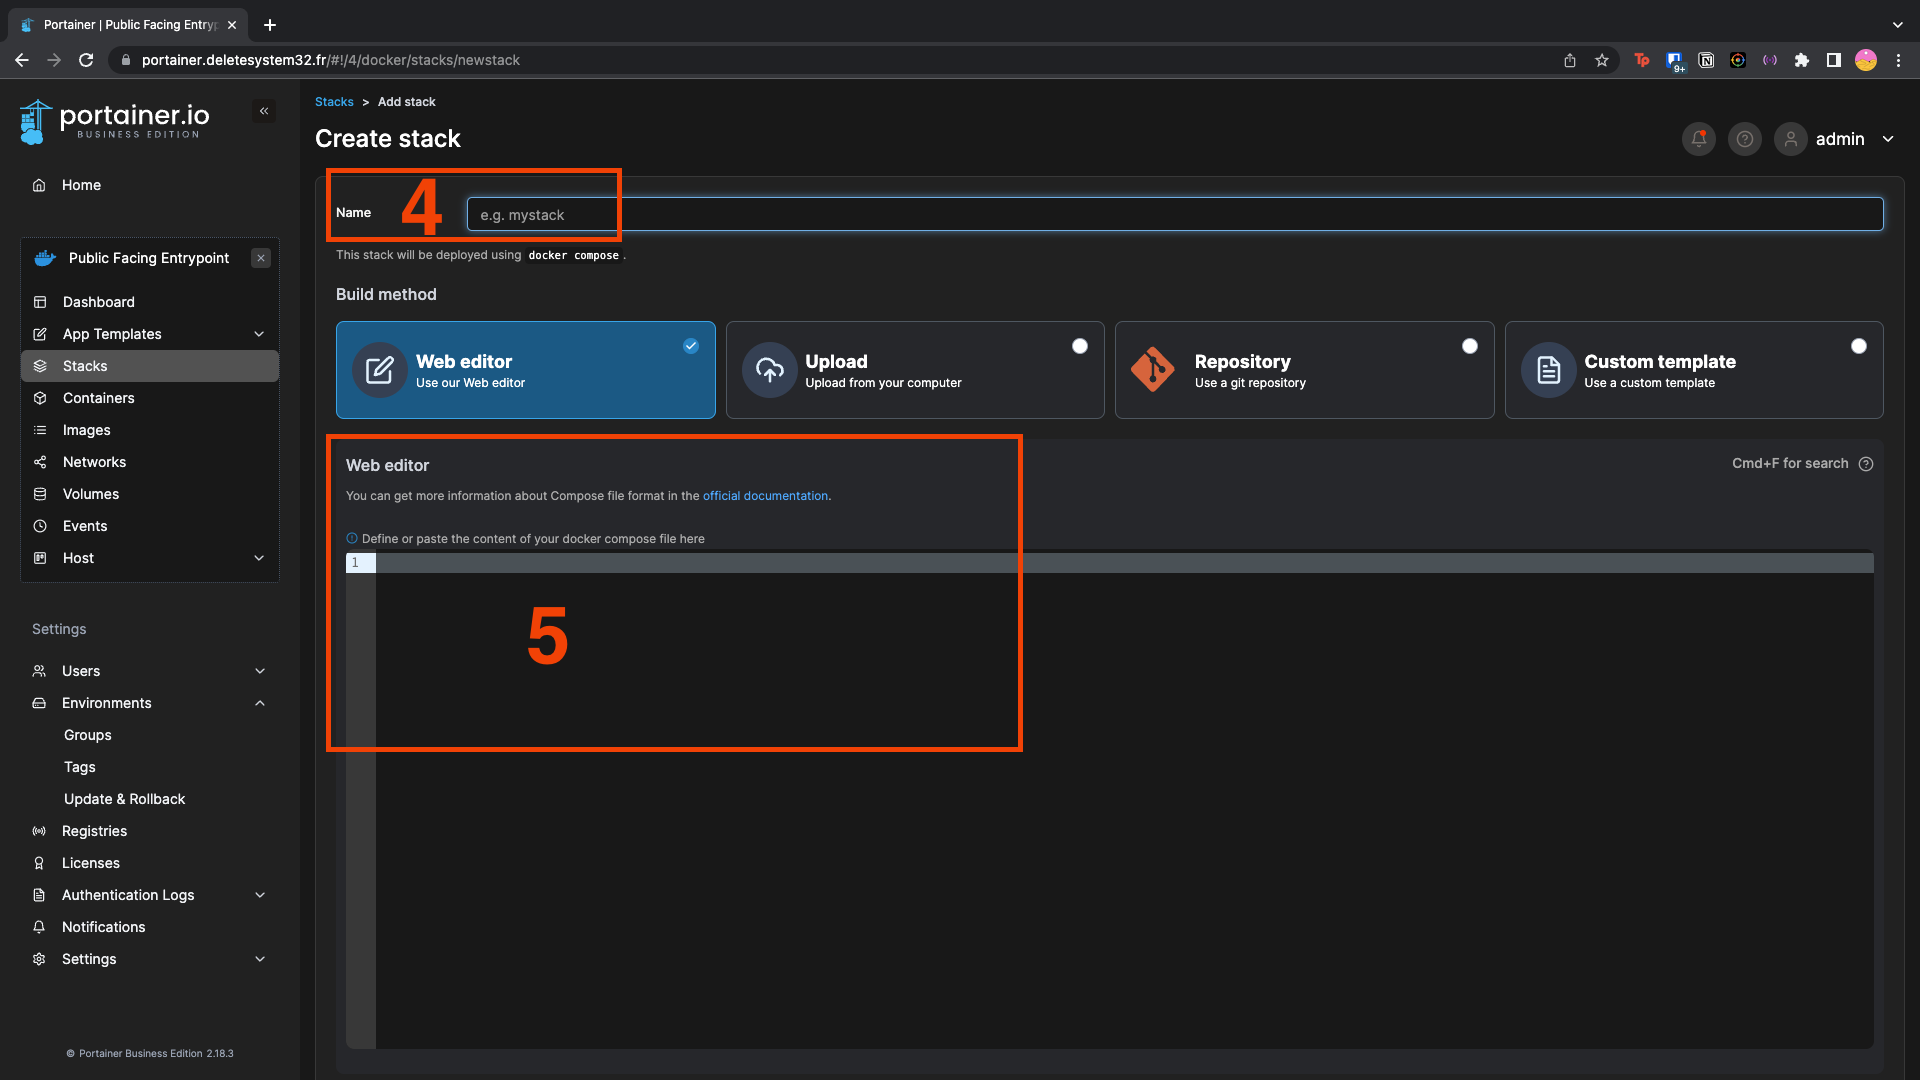 Portainer | Public Facing Entryp
portainer.deletesystem32.fr/#!/4/docker/stacks/newstack
Tp
9+
portainer.io
BUSINESS EDITION
Home
Public Facing Entrypoint
Dashboard
App Templates
Stacks
Containers
Images
Networks
Volumes
Events
Host
Settings
Users
Environments
Groups
Tags
Update & Rollback
Registries
Licenses
Authentication Logs
Notifications
Settings
© Portainer Business Edition 2.18.3
Stacks > Add stack
Create stack
admin
Name
4
e.g. mystack
This stack will be deployed using docker compose .
Build method
Web editor
Use our Web editor
Upload
Upload from your computer
Repository
Use a git repository
Custom template
Use a custom template
Web editor
Cmd+F for search
You can get more information about Compose file format in the official documentation.
Define or paste the content of your docker compose file here
1
5